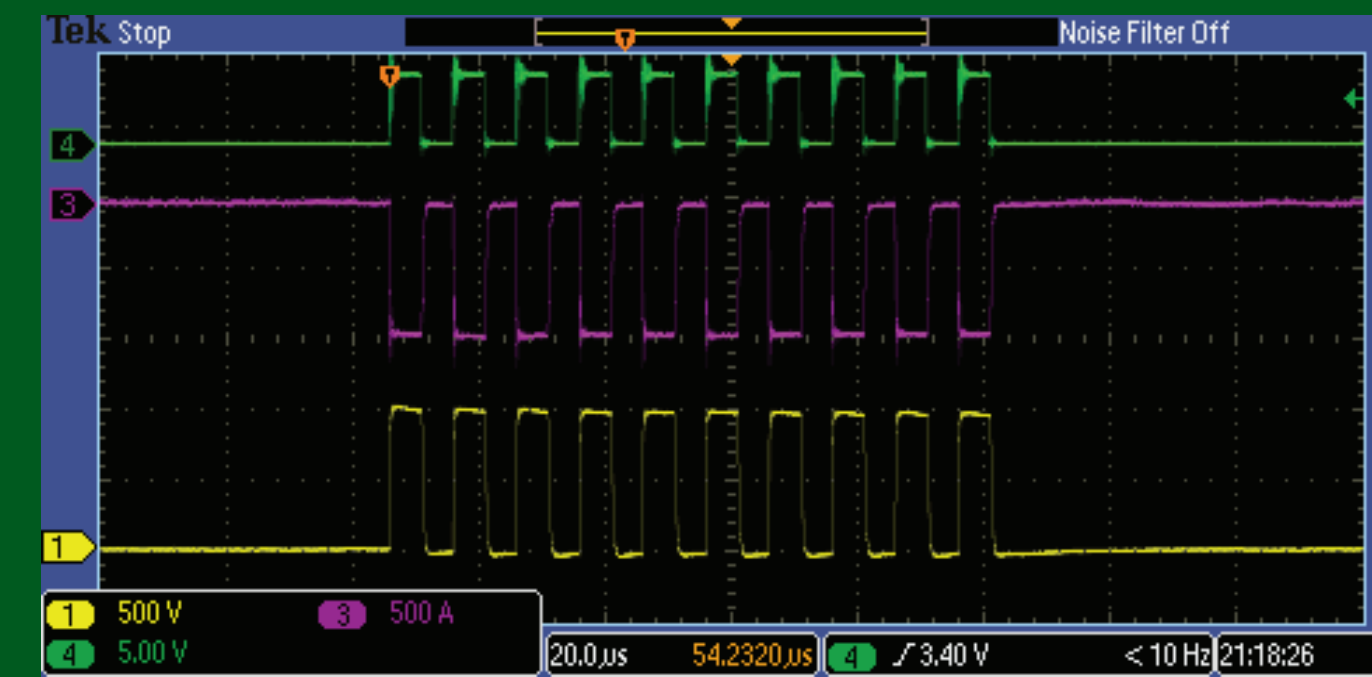 Tek Stop Noise Filter Off
T
T
4
3
1
1 500 V 3 500 A
4 5.00 V
20.0µs 54.2320µs 4 3.40 V < 10 Hz 21:18:26